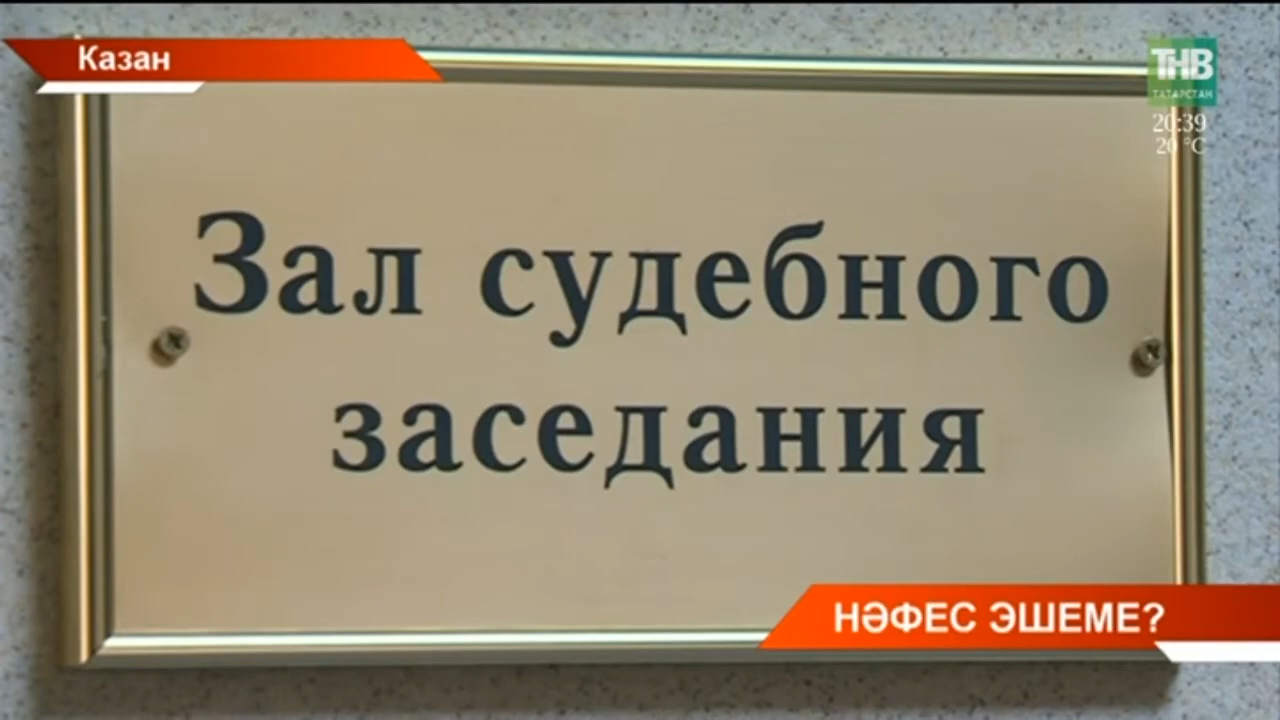 Казан
ТНВ
ТАТАРСТАН
20:39
20 °C
Зал судебного
заседания
НӘФЕС ЭШЕМЕ?